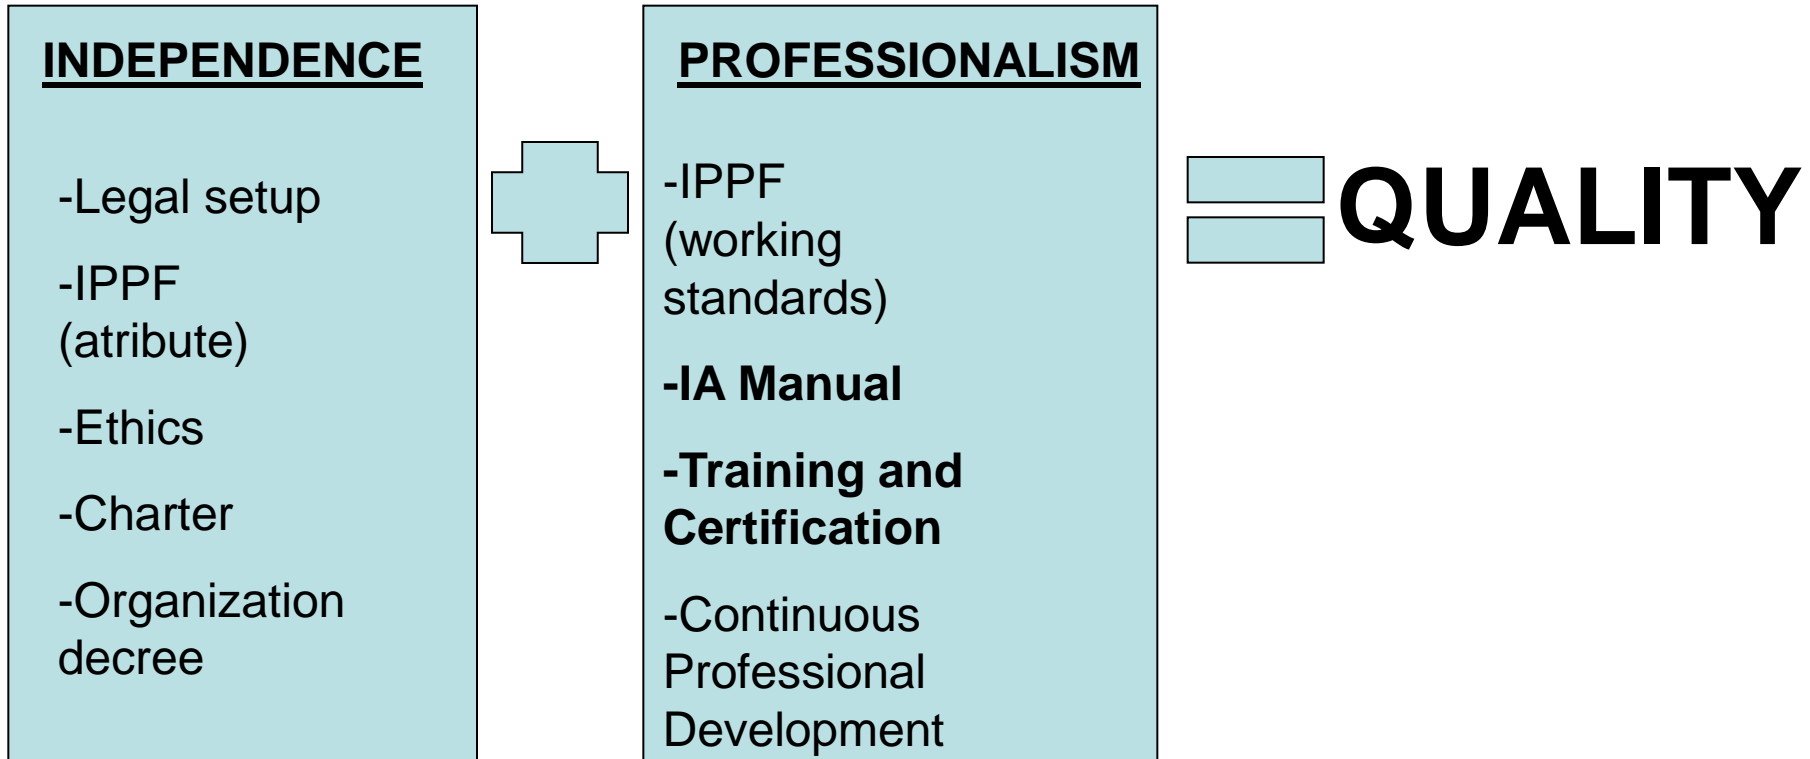 INDEPENDENCE
-Legal setup
-IPPF
(atribute)
-Ethics
-Charter
-Organization
decree
PROFESSIONALISM
-IPPF
(working
standards)
-IA Manual
-Training and
Certification
-Continuous
Professional
Development
QUALITY